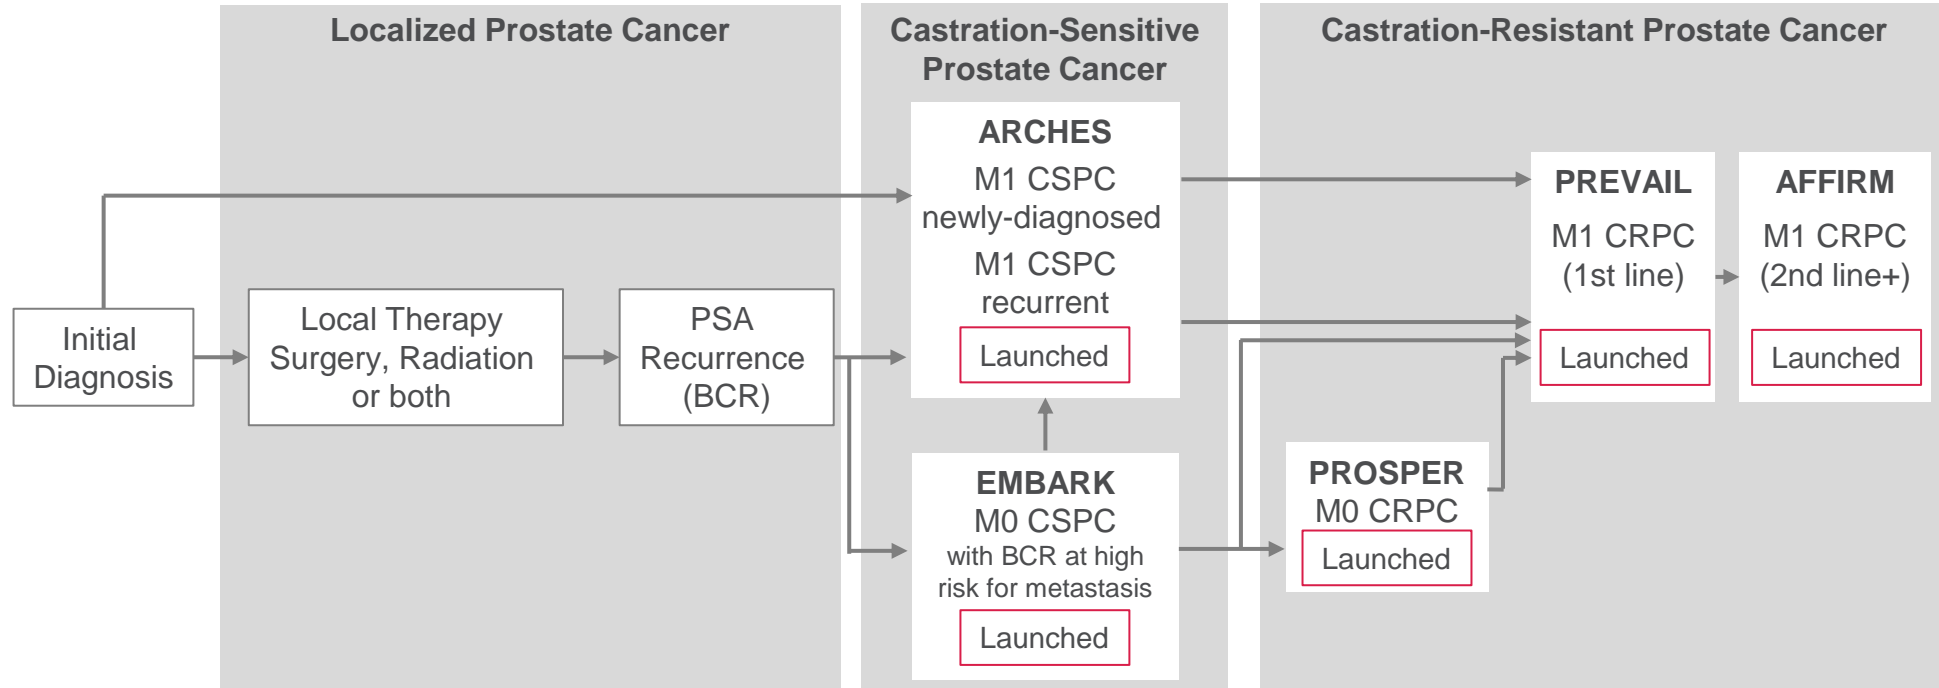 Localized Prostate Cancer
Castration-Sensitive
Prostate Cancer
Castration-Resistant Prostate Cancer
Initial
Diagnosis
Local Therapy
Surgery, Radiation
or both
PSA
Recurrence
(BCR)
ARCHES
M1 CSPC
newly-diagnosed
M1 CSPC
recurrent
Launched
EMBARK
M0 CSPC
with BCR at high
risk for metastasis
Launched
PROSPER
M0 CRPC
Launched
PREVAIL
M1 CRPC
(1st line)
Launched
AFFIRM
M1 CRPC
(2nd line+)
Launched